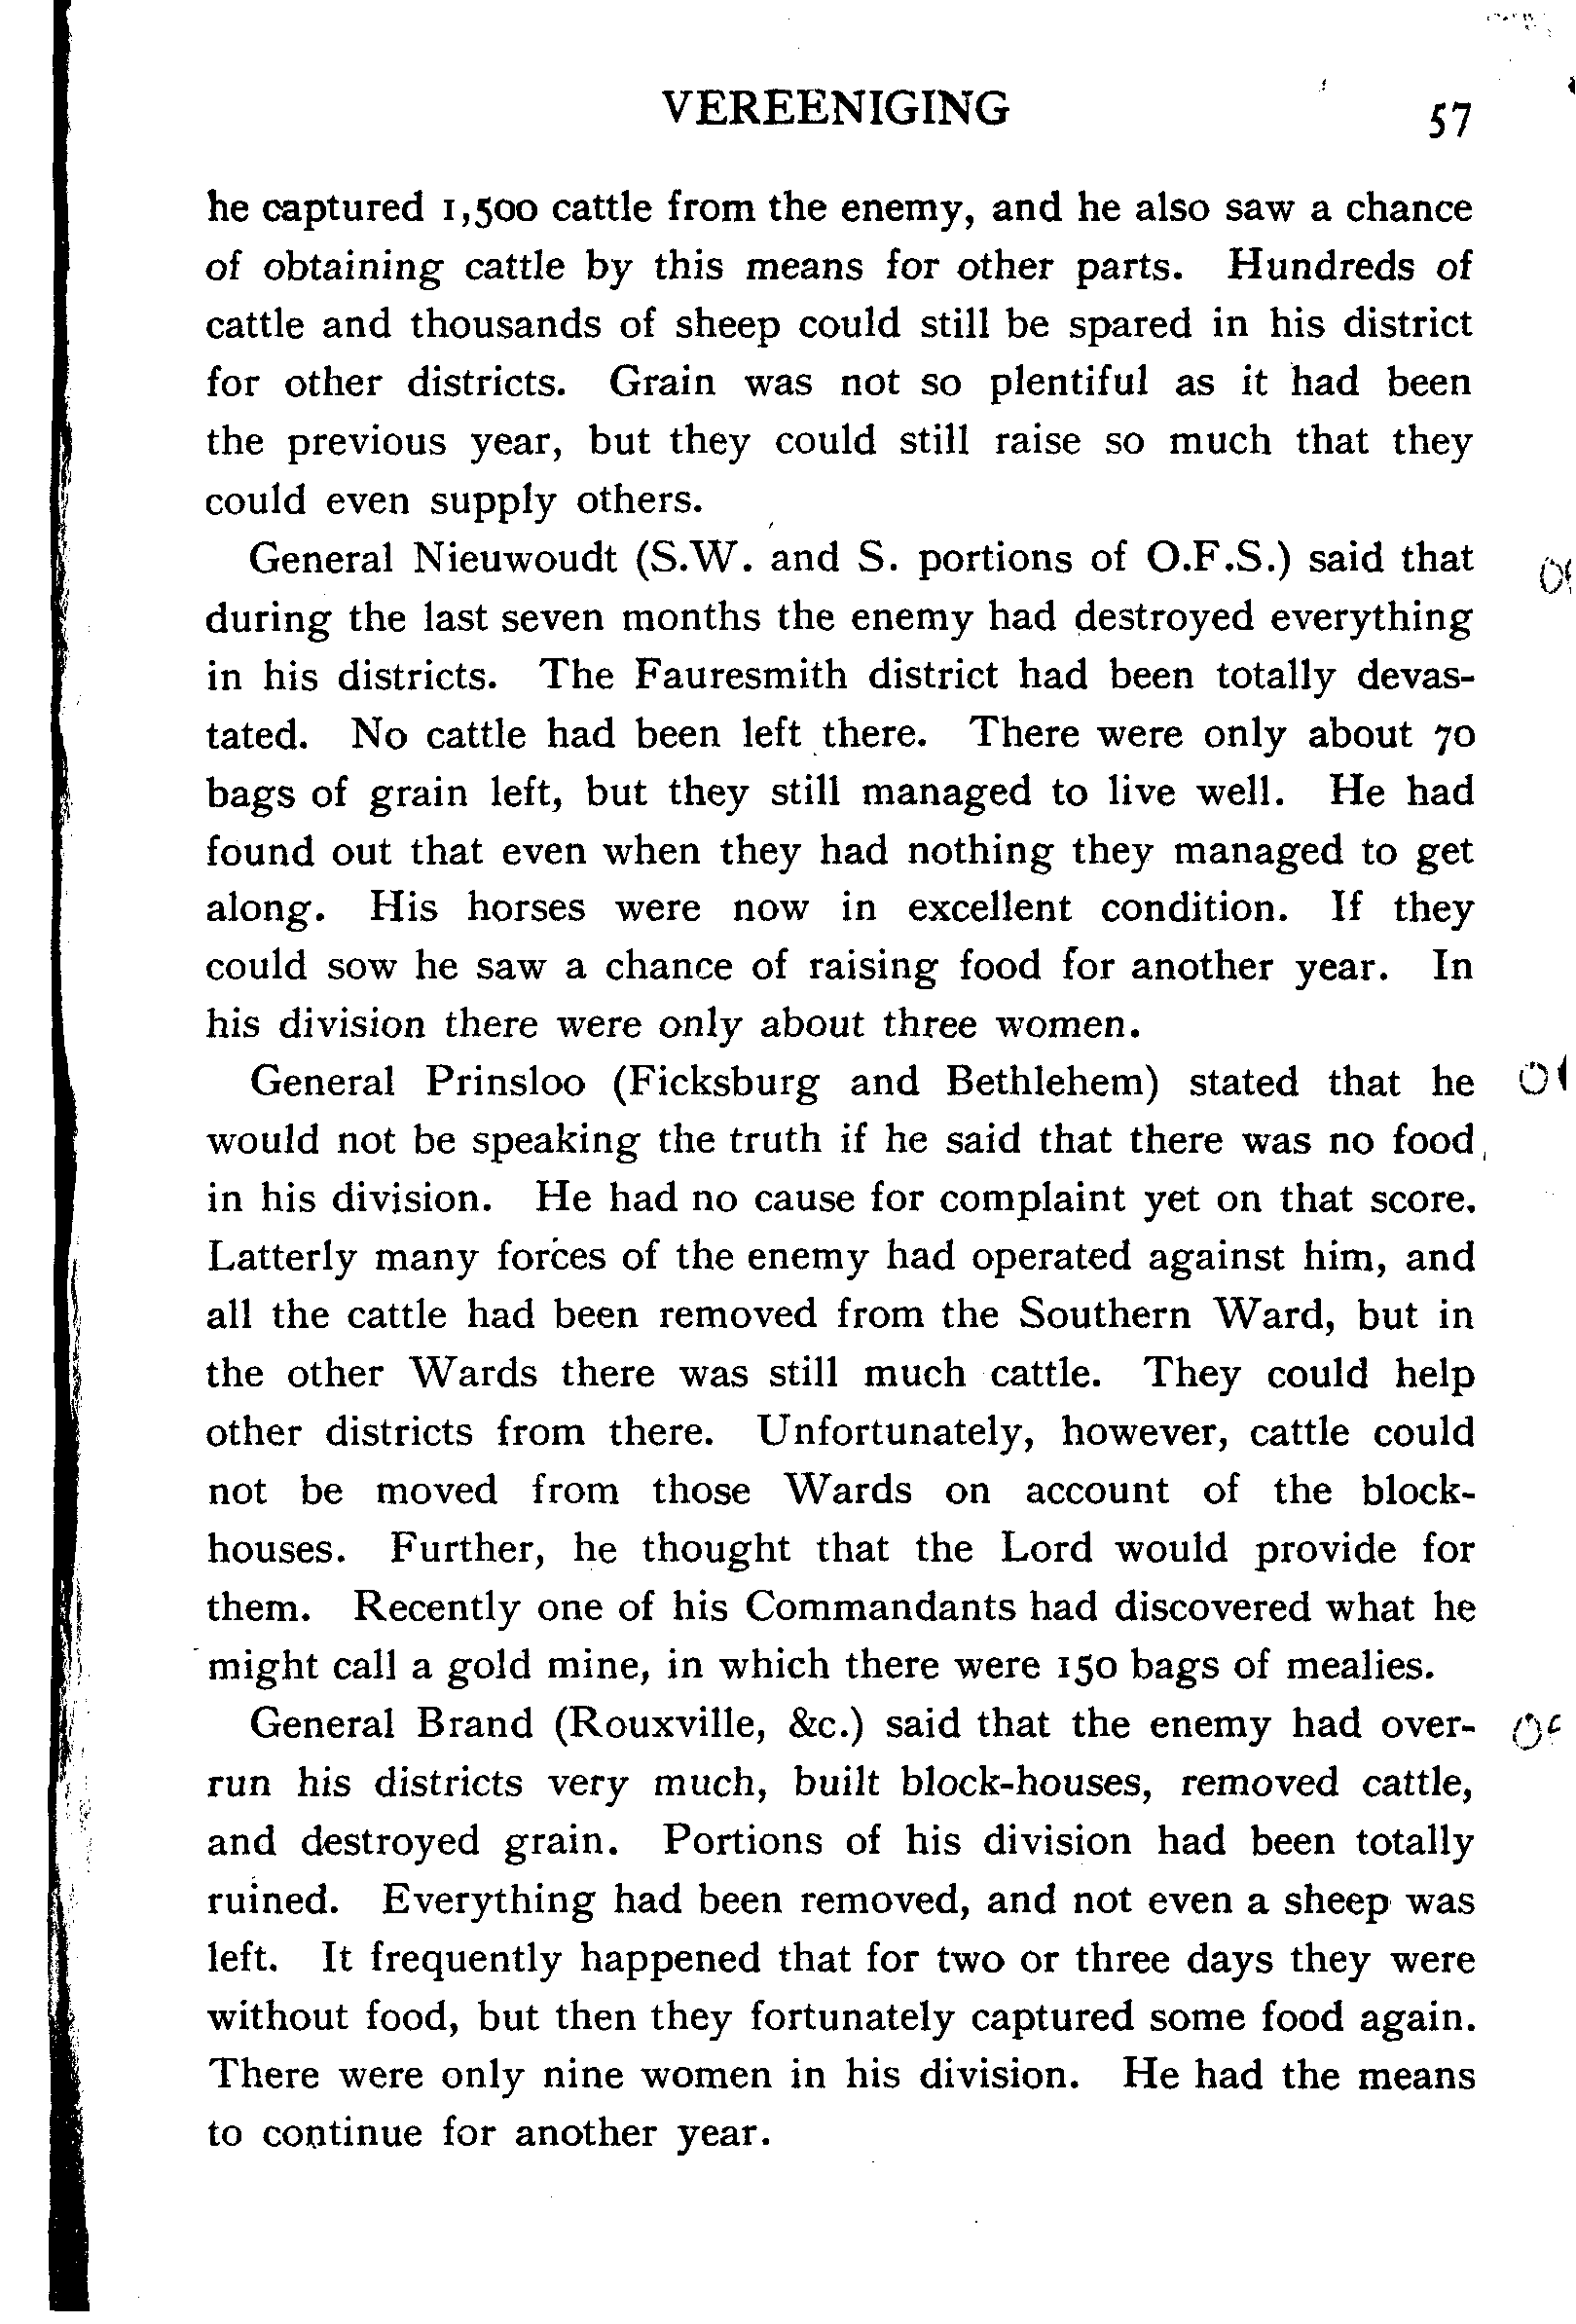 VEREENIGING 57
he captured 1,500 cattle from the enemy, and he also saw a chance
of obtaining cattle by this means for other parts. Hundreds of
cattle and thousands of sheep could still be spared in his district
for other districts. Grain was not so plentiful as it had been
the previous year, but they could still raise so much that they
could even supply others.
General Nieuwoudt (S.W. and S. portions of O.F.S.) said that
during the last seven months the enemy had destroyed everything
in his districts. The Fauresmith district had been totally devas-
tated. No cattle had been left there. There were only about 70
bags of grain left, but they still managed to live well. He had
found out that even when they had nothing they managed to get
along. His horses were now in excellent condition. If they
could sow he saw a chance of raising food for another year. In
his division there were only about three women.
General Prinsloo (Ficksburg and Bethlehem) stated that he
would not be speaking the truth if he said that there was no food
in his division. He had no cause for complaint yet on that score.
Latterly many forces of the enemy had operated against him, and
all the cattle had been removed from the Southern Ward, but in
the other Wards there was still much cattle. They could help
other districts from there. Unfortunately, however, cattle could
not be moved from those Wards on account of the block-
houses. Further, he thought that the Lord would provide for
them. Recently one of his Commandants had discovered what he
might call a gold mine, in which there were 150 bags of mealies.
General Brand (Rouxville, &c.) said that the enemy had over-
run his districts very much, built block-houses, removed cattle,
and destroyed grain. Portions of his division had been totally
ruined. Everything had been removed, and not even a sheep was
left. It frequently happened that for two or three days they were
without food, but then they fortunately captured some food again.
There were only nine women in his division. He had the means
to continue for another year.